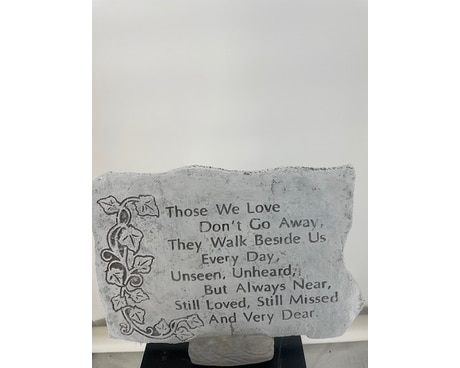 Those We Love
Don't Go Away,
They Walk Beside Us
Every Day,
Unseen, Unheard,
But Always Near,
Still Loved, Still Missed
And Very Dear.